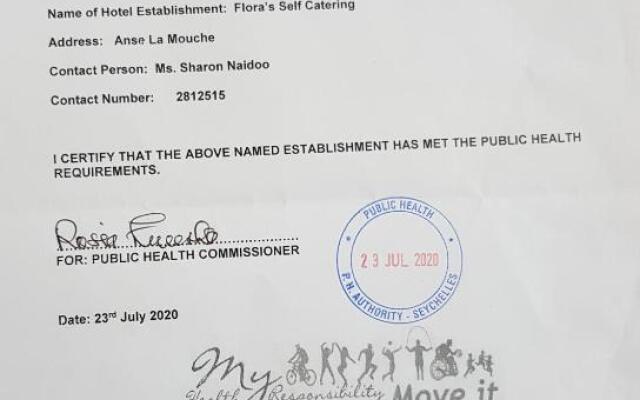 Name of Hotel Establishment: Flora's Self Catering
Address: Anse La Mouche
Contact Person: Ms. Sharon Naidoo
Contact Number: 2812515
I CERTIFY THAT THE ABOVE NAMED ESTABLISHMENT HAS MET THE PUBLIC HEALTH
REQUIREMENTS.
FOR: PUBLIC HEALTH COMMISSIONER
PUBLIC HEALTH
23 JUL 2020
P.H. AUTHORITY - SEYCHELLES
Date: 23rd July 2020
My
Health Responsibility Move it